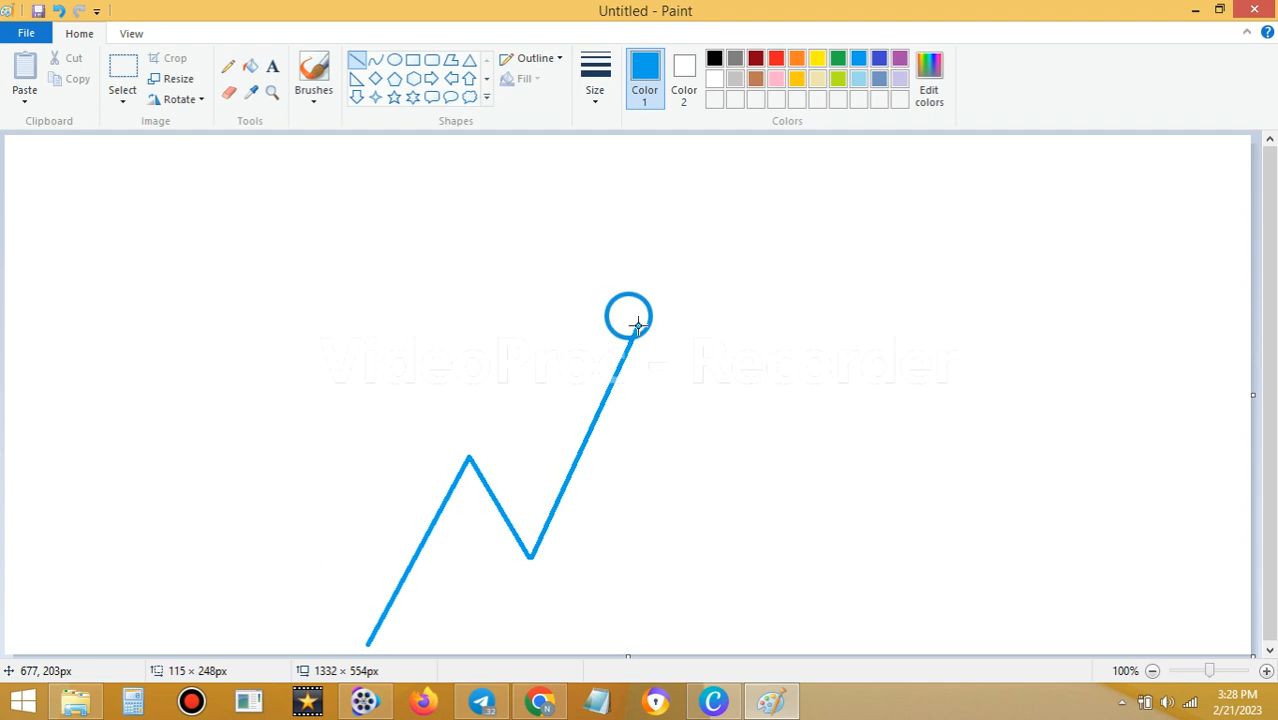 Untitled - Paint
File
Home
View
Paste
Cut
Copy
Clipboard
Select
Crop
Resize
Rotate
Image
A
Tools
Brushes
Outline
Fill
Shapes
Size
Color 1
Color 2
Edit colors
Colors
VideoProc - Recorder
677, 203px
115 × 248px
1332 × 554px
100%
32
N
3:28 PM
2/21/2023